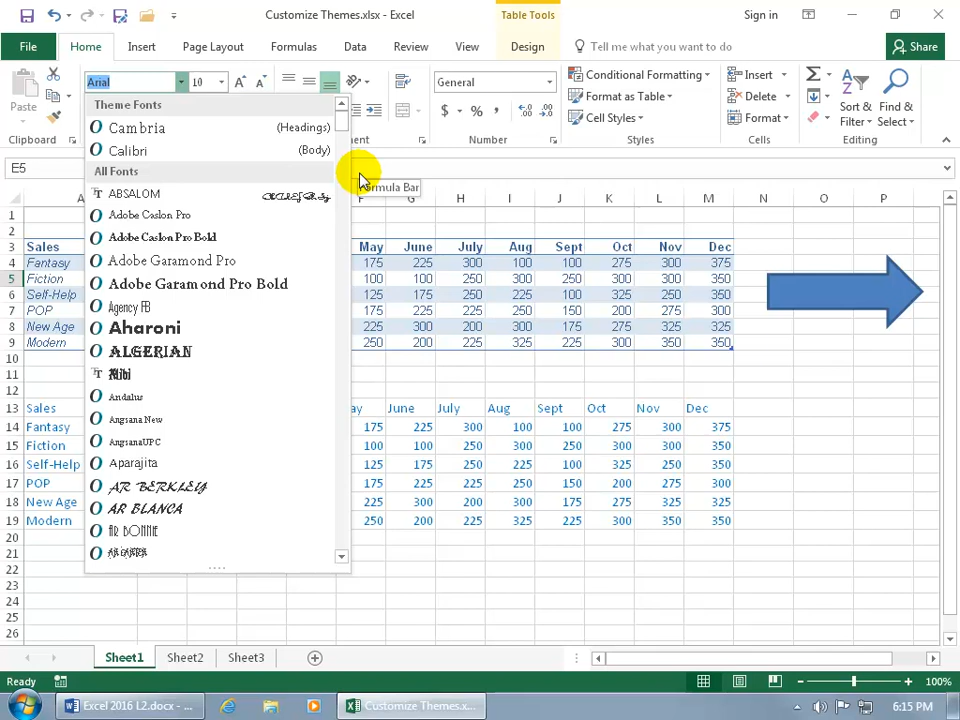 Customize Themes.xlsx - Excel
Table Tools
Sign in
File Home Insert Page Layout Formulas Data Review View Design Tell me what you want to do Share
Arial 10 General Conditional Formatting Insert
Paste Format as Table Delete Sort & Find &
$ % , Cell Styles Format Filter Select
Clipboard Number Styles Cells Editing
Theme Fonts
Cambria (Headings)
Calibri (Body)
All Fonts
ABSALOM
Adobe Caslon Pro
Adobe Caslon Pro Bold
Adobe Garamond Pro
Adobe Garamond Pro Bold
Agency FB
Aharoni
ALGERIAN
Alibi
Andalus
Angsana New
AngsanaUPC
Aparajita
AR BERKLEY
AR BLANCA
AR BONNIE
AR CARTER
E5
Formula Bar
A F G H I J K L M N O P
1
2
3 Sales May June July Aug Sept Oct Nov Dec
4 Fantasy 175 225 300 100 100 275 300 375
5 Fiction 100 100 250 300 250 300 300 350
6 Self-Help 125 175 250 225 100 325 250 350
7 POP 175 225 225 250 150 200 275 300
8 New Age 225 300 200 300 175 275 325 325
9 Modern 250 200 225 325 225 300 350 350
10
11
12
13 Sales ay June July Aug Sept Oct Nov Dec
14 Fantasy 175 225 300 100 100 275 300 375
15 Fiction 100 100 250 300 250 300 300 350
16 Self-Help 125 175 250 225 100 325 250 350
17 POP 175 225 225 250 150 200 275 300
18 New Age 225 300 200 300 175 275 325 325
19 Modern 250 200 225 325 225 300 350 350
20
21
22
23
24
25
26
Sheet1 Sheet2 Sheet3
Ready 100%
Excel 2016 L2.docx - ... Customize Themes.x... 6:15 PM